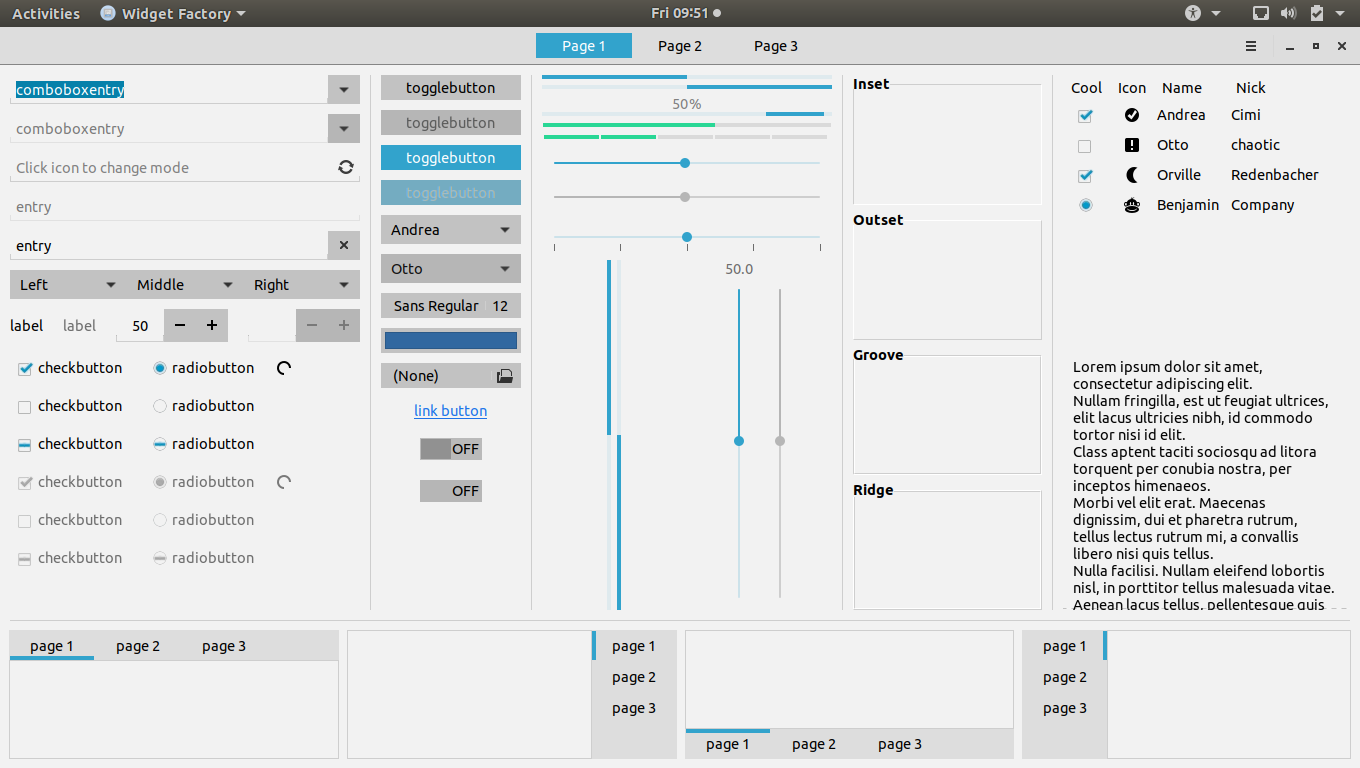 Activities
Widget Factory
Fri 09:51
Page 1
Page 2
Page 3
comboboxentry
comboboxentry
Click icon to change mode
entry
entry
Left
Middle
Right
label
label
50
checkbutton
radiobutton
checkbutton
radiobutton
checkbutton
radiobutton
checkbutton
radiobutton
checkbutton
radiobutton
checkbutton
radiobutton
togglebutton
togglebutton
togglebutton
togglebutton
Andrea
Otto
Sans Regular 12
(None)
link button
OFF
OFF
50%
50.0
Inset
Outset
Groove
Ridge
Cool Icon Name Nick
Andrea Cimi
Otto chaotic
Orville Redenbacher
Benjamin Company
Lorem ipsum dolor sit amet,
consectetur adipiscing elit.
Nullam fringilla, est ut feugiat ultrices,
elit lacus ultricies nibh, id commodo
tortor nisi id elit.
Class aptent taciti sociosqu ad litora
torquent per conubia nostra, per
inceptos himenaeos.
Morbi vel elit erat. Maecenas
dignissim, dui et pharetra rutrum,
tellus lectus rutrum mi, a convallis
libero nisi quis tellus.
Nulla facilisi. Nullam eleifend lobortis
nisl, in porttitor tellus malesuada vitae.
Aenean lacus tellus, pellentesque quis
page 1
page 2
page 3
page 1
page 2
page 3
page 1
page 2
page 3
page 1
page 2
page 3